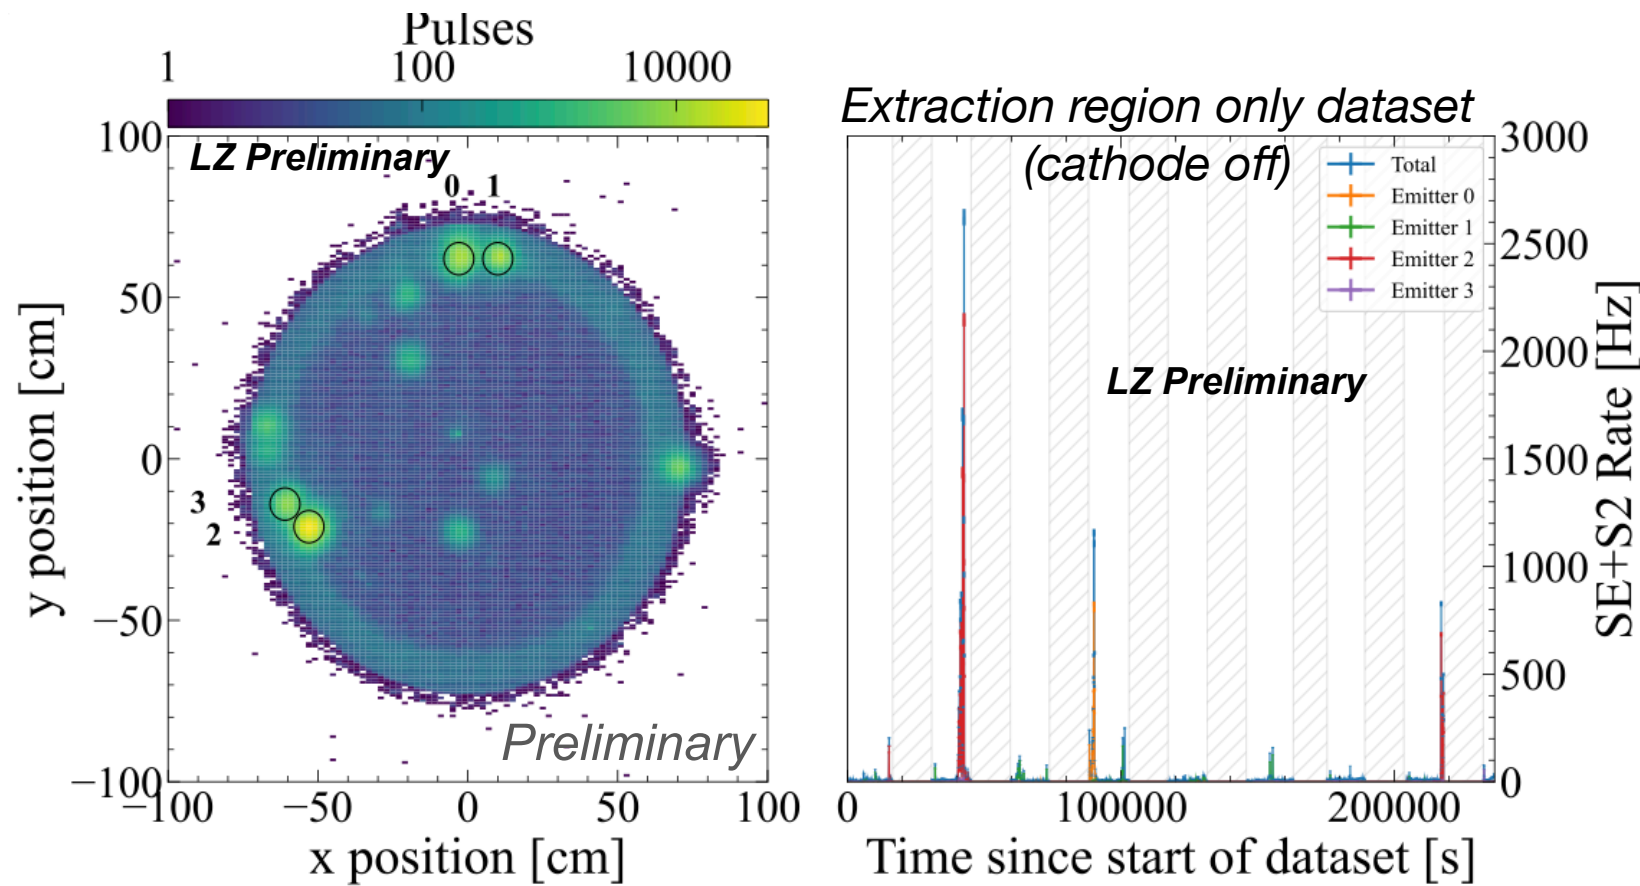 Pulses
1 100 10000
LZ Preliminary
0 1
3
2
Preliminary
100
50
0
−50
−100
y position [cm]
−100 −50 0 50 100
x position [cm]
Extraction region only dataset
(cathode off)
Total
Emitter 0
Emitter 1
Emitter 2
Emitter 3
LZ Preliminary
3000
2500
2000
1500
1000
500
0
SE+S2 Rate [Hz]
0 100000 200000
Time since start of dataset [s]